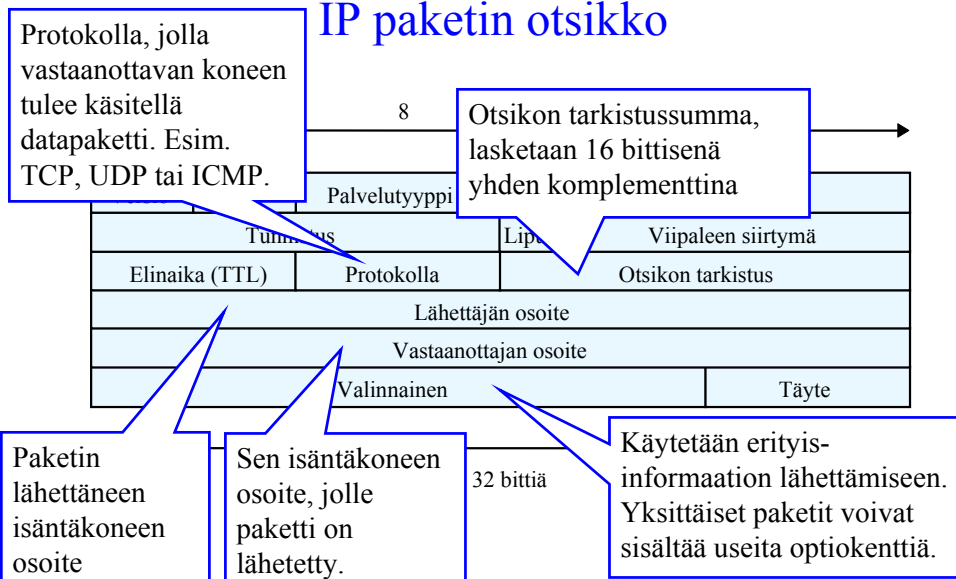 IP paketin otsikko
Protokolla, jolla
vastaanottavan koneen
tulee käsitellä
datapaketti. Esim.
TCP, UDP tai ICMP.
8
Otsikon tarkistussumma,
lasketaan 16 bittisenä
yhden komplementtina
Palvelutyyppi
Viipaleen siirtymä
Elinaika (TTL)
Protokolla
Otsikon tarkistus
Lähettäjän osoite
Vastaanottajan osoite
Valinnainen
Täyte
32 bittiä
Paketin
lähettäneen
isäntäkoneen
osoite
Sen isäntäkoneen
osoite, jolle
paketti on
lähetetty.
Käytetään erityis-
informaation lähettämiseen.
Yksittäiset paketit voivat
sisältää useita optiokenttiä.